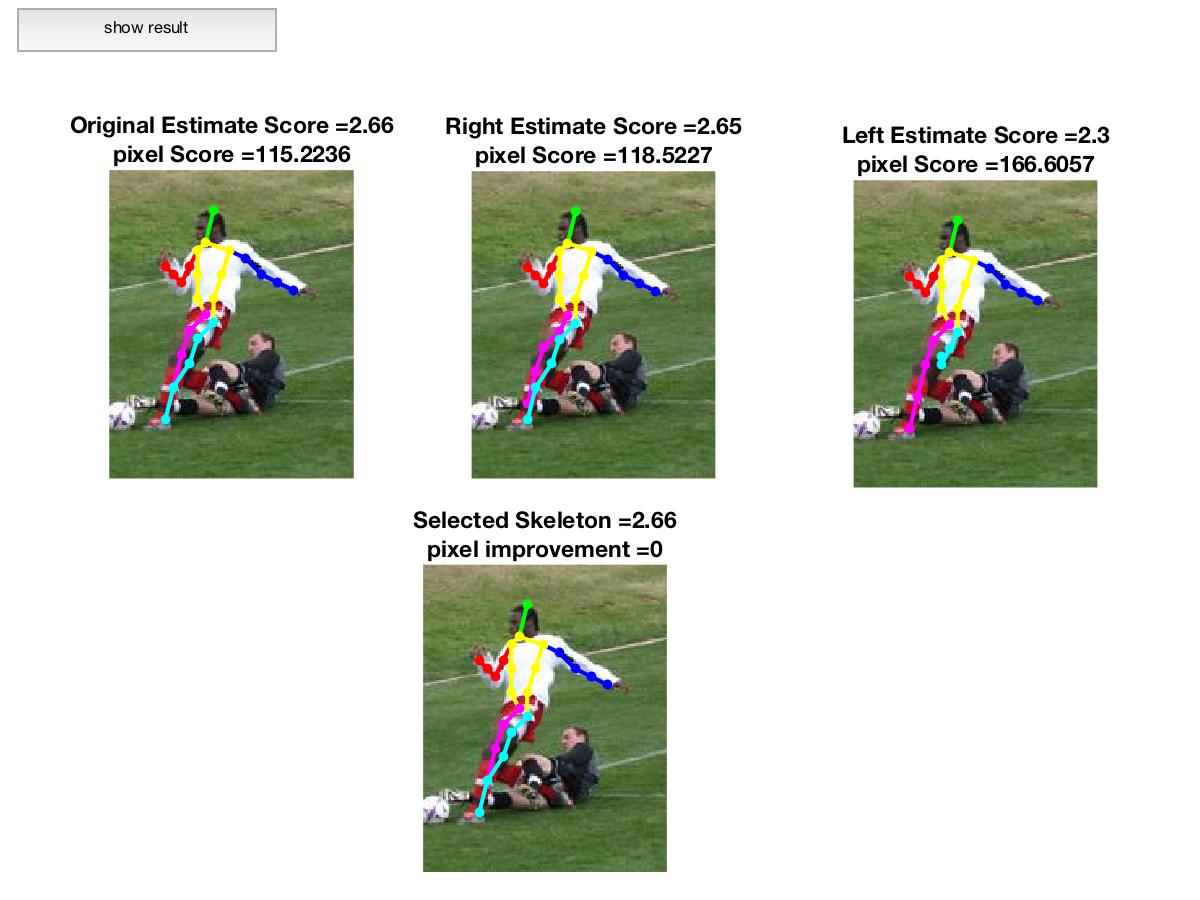 show result
Original Estimate Score =2.66
pixel Score =115.2236
Right Estimate Score =2.65
pixel Score =118.5227
Left Estimate Score =2.3
pixel Score =166.6057
Selected Skeleton =2.66
pixel improvement =0